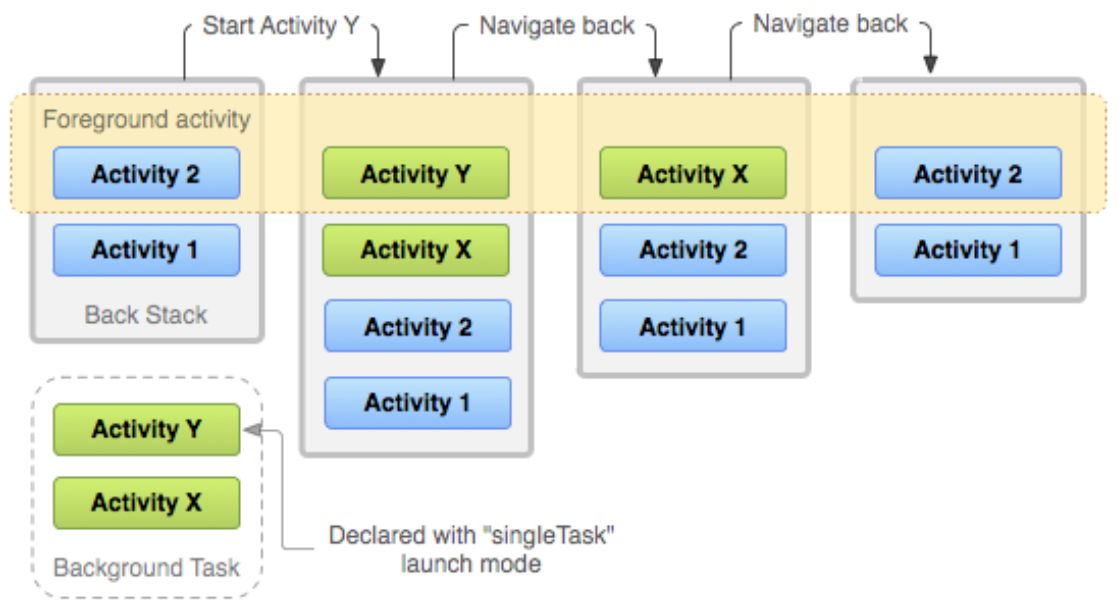 Start Activity Y
Navigate back
Navigate back
Foreground activity
Activity 2
Activity 1
Back Stack
Activity Y
Activity X
Activity 2
Activity 1
Activity X
Activity 2
Activity 1
Activity 2
Activity 1
Activity Y
Activity X
Background Task
Declared with "singleTask"
launch mode